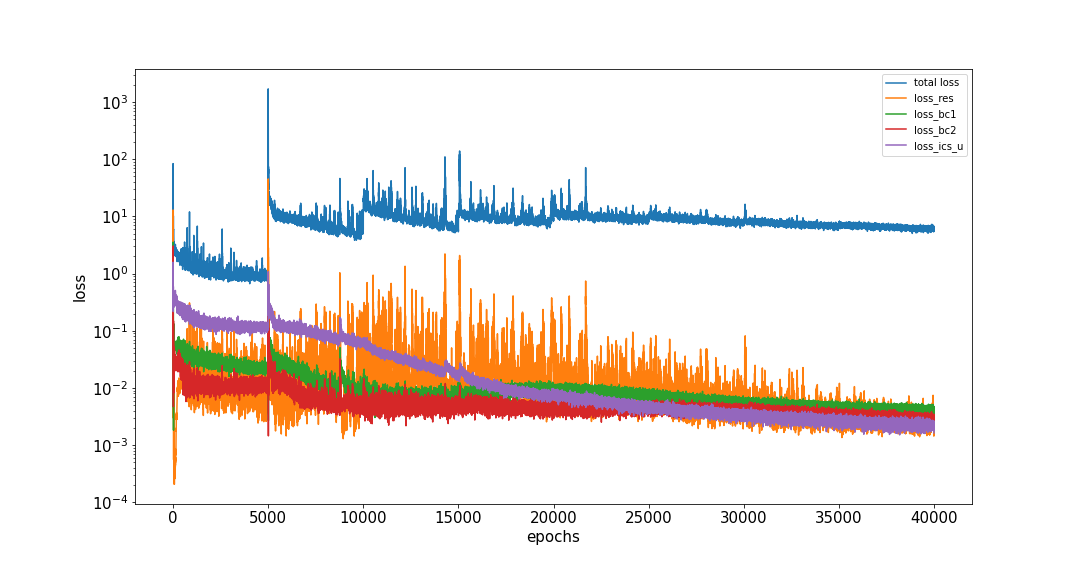 10³
10²
10¹
10⁰
10⁻¹
10⁻²
10⁻³
10⁻⁴
loss
total loss
loss_res
loss_bc1
loss_bc2
loss_ics_u
0 5000 10000 15000 20000 25000 30000 35000 40000
epochs